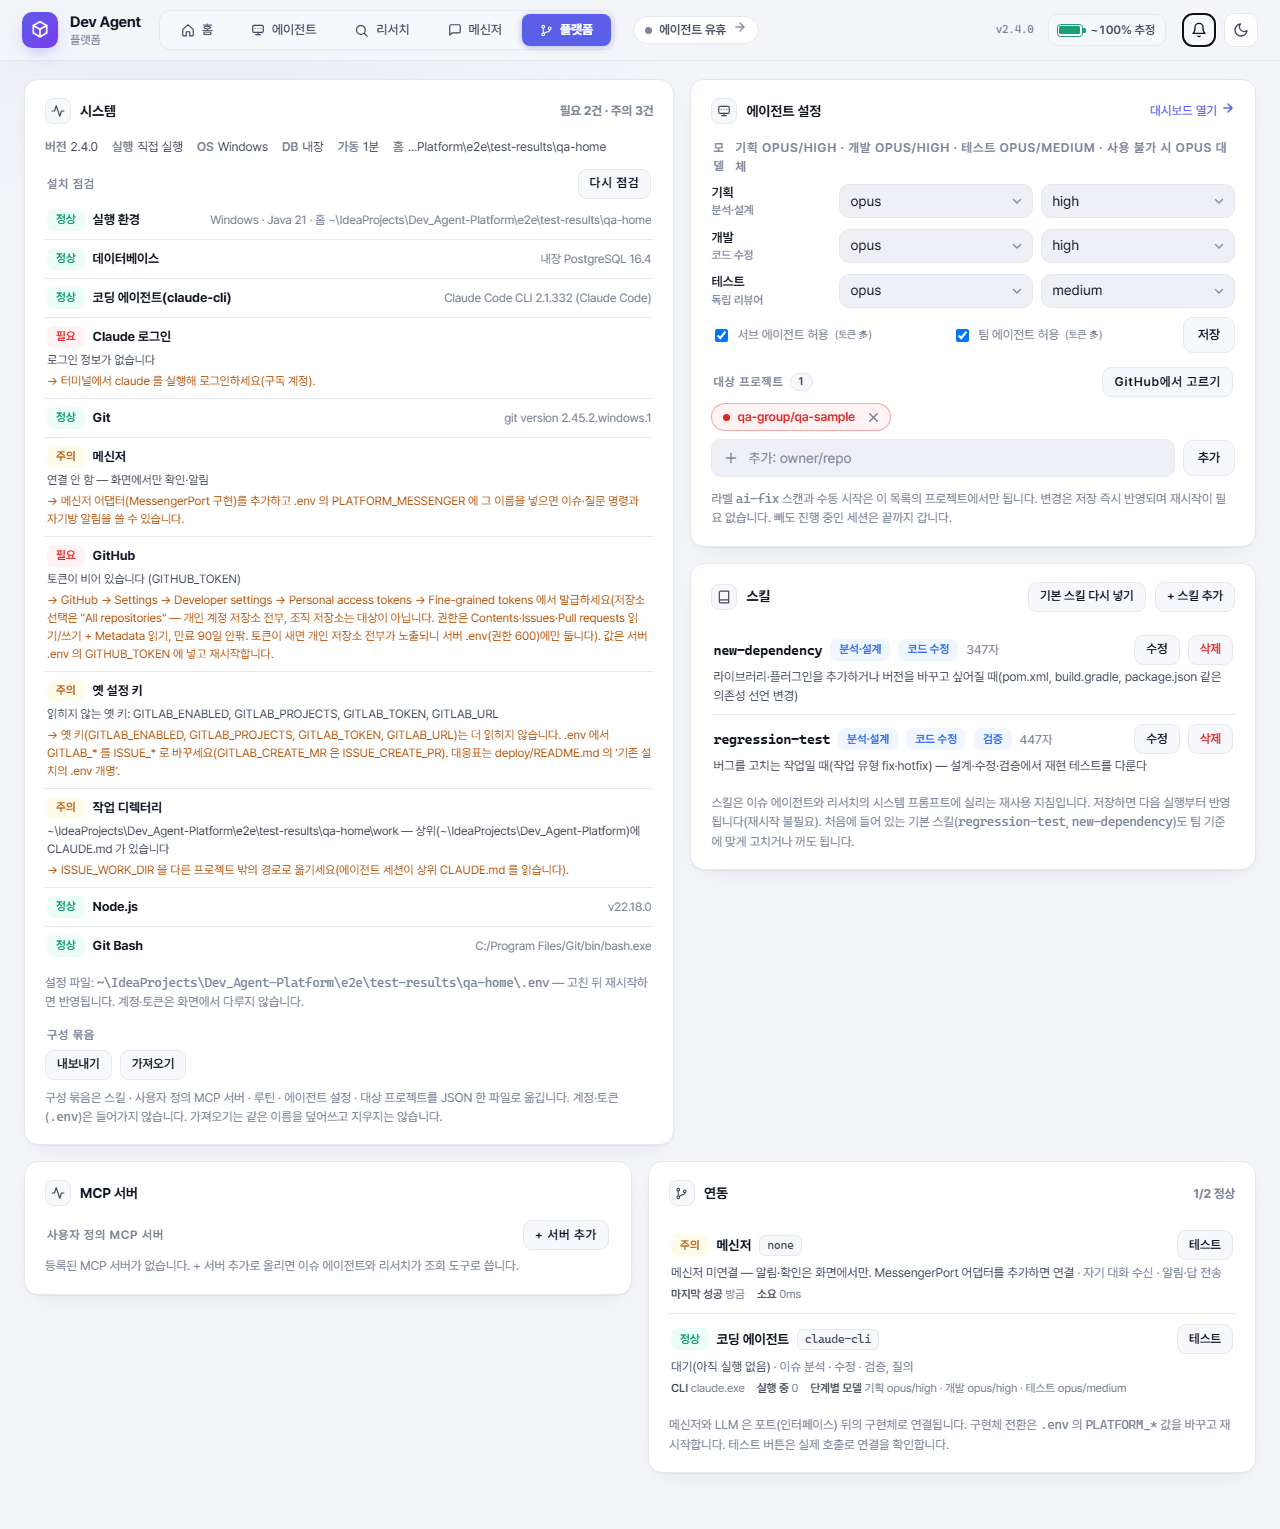 Dev Agent
플랫폼
홈
에이전트
리서치
메신저
플랫폼
에이전트 유휴 →
v2.4.0
~100% 추정
시스템
필요 2건 · 주의 3건
버전 2.4.0 실행 직접 실행 OS Windows DB 내장 가동 1분 홈 ...Platform\e2e\test-results\qa-home
설치 점검
다시 점검
정상 실행 환경 Windows · Java 21 · 홈 ~\IdeaProjects\Dev_Agent-Platform\e2e\test-results\qa-home
정상 데이터베이스 내장 PostgreSQL 16.4
정상 코딩 에이전트(claude-cli) Claude Code CLI 2.1.332 (Claude Code)
필요 Claude 로그인
로그인 정보가 없습니다
→ 터미널에서 claude 를 실행해 로그인하세요(구독 계정).
정상 Git git version 2.45.2.windows.1
주의 메신저
연결 안 함 — 화면에서만 확인·알림
→ 메신저 어댑터(MessengerPort 구현)를 추가하고 .env 의 PLATFORM_MESSENGER 에 그 이름을 넣으면 이슈·질문 명령과
자기방 알림을 쓸 수 있습니다.
필요 GitHub
토큰이 비어 있습니다 (GITHUB_TOKEN)
→ GitHub → Settings → Developer settings → Personal access tokens → Fine-grained tokens 에서 발급하세요(저장소
선택은 "All repositories" — 개인 계정 저장소 전부, 조직 저장소는 대상이 아닙니다. 권한은 Contents·Issues·Pull requests 읽
기/쓰기 + Metadata 읽기, 만료 90일 안팎. 토큰이 새면 개인 저장소 전부가 노출되니 서버 .env(권한 600)에만 둡니다). 값은 서버
.env 의 GITHUB_TOKEN 에 넣고 재시작합니다.
주의 옛 설정 키
읽히지 않는 옛 키: GITLAB_ENABLED, GITLAB_PROJECTS, GITLAB_TOKEN, GITLAB_URL
→ 옛 키(GITLAB_ENABLED, GITLAB_PROJECTS, GITLAB_TOKEN, GITLAB_URL)는 더 읽히지 않습니다. .env 에서
GITLAB_* 를 ISSUE_* 로 바꾸세요(GITLAB_CREATE_MR 은 ISSUE_CREATE_PR). 대응표는 deploy/README.md 의 '기존 설
치의 .env 개명'.
주의 작업 디렉터리
~\IdeaProjects\Dev_Agent-Platform\e2e\test-results\qa-home\work — 상위(~\IdeaProjects\Dev_Agent-Platform)에
CLAUDE.md 가 있습니다
→ ISSUE_WORK_DIR 을 다른 프로젝트 밖의 경로로 옮기세요(에이전트 세션이 상위 CLAUDE.md 를 읽습니다).
정상 Node.js v22.18.0
정상 Git Bash C:/Program Files/Git/bin/bash.exe
설정 파일: ~\IdeaProjects\Dev_Agent-Platform\e2e\test-results\qa-home\.env — 고친 뒤 재시작하
면 반영됩니다. 계정·토큰은 화면에서 다루지 않습니다.
구성 묶음
내보내기 가져오기
구성 묶음은 스킬 · 사용자 정의 MCP 서버 · 루틴 · 에이전트 설정 · 대상 프로젝트를 JSON 한 파일로 옮깁니다. 계정·토큰
(.env)은 들어가지 않습니다. 가져오기는 같은 이름을 덮어쓰고 지우지는 않습니다.
에이전트 설정
대시보드 열기 →
모 기획 OPUS/HIGH · 개발 OPUS/HIGH · 테스트 OPUS/MEDIUM · 사용 불가 시 OPUS 대
델 체
기획 opus high
분석·설계
개발 opus high
코드 수정
테스트 opus medium
독립 리뷰어
서브 에이전트 허용 (토큰 多)
팀 에이전트 허용 (토큰 多)
저장
대상 프로젝트 1
GitHub에서 고르기
qa-group/qa-sample ×
+ 추가: owner/repo
추가
라벨 ai-fix 스캔과 수동 시작은 이 목록의 프로젝트에서만 됩니다. 변경은 저장 즉시 반영되며 재시작이 필
요 없습니다. 빼도 진행 중인 세션은 끝까지 갑니다.
스킬
기본 스킬 다시 넣기 + 스킬 추가
new-dependency 분석·설계 코드 수정 347자 수정 삭제
라이브러리·플러그인을 추가하거나 버전을 바꾸고 싶어질 때(pom.xml, build.gradle, package.json 같은
의존성 선언 변경)
regression-test 분석·설계 코드 수정 검증 447자 수정 삭제
버그를 고치는 작업일 때(작업 유형 fix·hotfix) — 설계·수정·검증에서 재현 테스트를 다룬다
스킬은 이슈 에이전트와 리서치의 시스템 프롬프트에 실리는 재사용 지침입니다. 저장하면 다음 실행부터 반영
됩니다(재시작 불필요). 처음에 들어 있는 기본 스킬(regression-test, new-dependency)도 팀 기준
에 맞게 고치거나 꺼도 됩니다.
MCP 서버
사용자 정의 MCP 서버
+ 서버 추가
등록된 MCP 서버가 없습니다. + 서버 추가로 올리면 이슈 에이전트와 리서치가 조회 도구로 씁니다.
연동
1/2 정상
주의 메신저 none 테스트
메신저 미연결 — 알림·확인은 화면에서만. MessengerPort 어댑터를 추가하면 연결 · 자기 대화 수신 · 알림·답 전송
마지막 성공 방금 소요 0ms
정상 코딩 에이전트 claude-cli 테스트
대기(아직 실행 없음) · 이슈 분석 · 수정 · 검증, 질의
CLI claude.exe 실행 중 0 단계별 모델 기획 opus/high · 개발 opus/high · 테스트 opus/medium
메신저와 LLM 은 포트(인터페이스) 뒤의 구현체로 연결됩니다. 구현체 전환은 .env 의 PLATFORM_* 값을 바꾸고 재
시작합니다. 테스트 버튼은 실제 호출로 연결을 확인합니다.